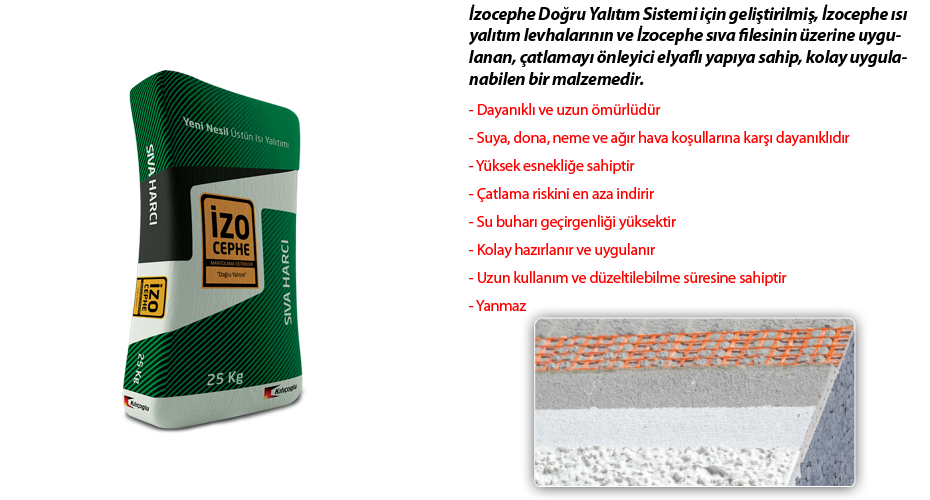 İzocephe Doğru Yalıtım Sistemi için geliştirilmiş, İzocephe ısı
yalıtım levhalarının ve İzocephe sıva filesinin üzerine uygu-
lanan, çatlamayı önleyici elyaflı yapıya sahip, kolay uygula-
nabilen bir malzemedir.
- Dayanıklı ve uzun ömürlüdür
- Suya, dona, neme ve ağır hava koşullarına karşı dayanıklıdır
- Yüksek esnekliğe sahiptir
- Çatlama riskini en aza indirir
- Su buharı geçirgenliği yüksektir
- Kolay hazırlanır ve uygulanır
- Uzun kullanım ve düzeltilebilme süresine sahiptir
- Yanmaz
Yeni Nesil Üstün Isı Yalıtımı
SIVA HARCI
İZO
CEPHE
MANTOLAMA SİSTEMLERİ
"Doğru Yalıtım"
SIVA HARCI
25 Kg
Kılıçoğlu
İZO
CEPHE
25 Kg
Kılıçoğlu